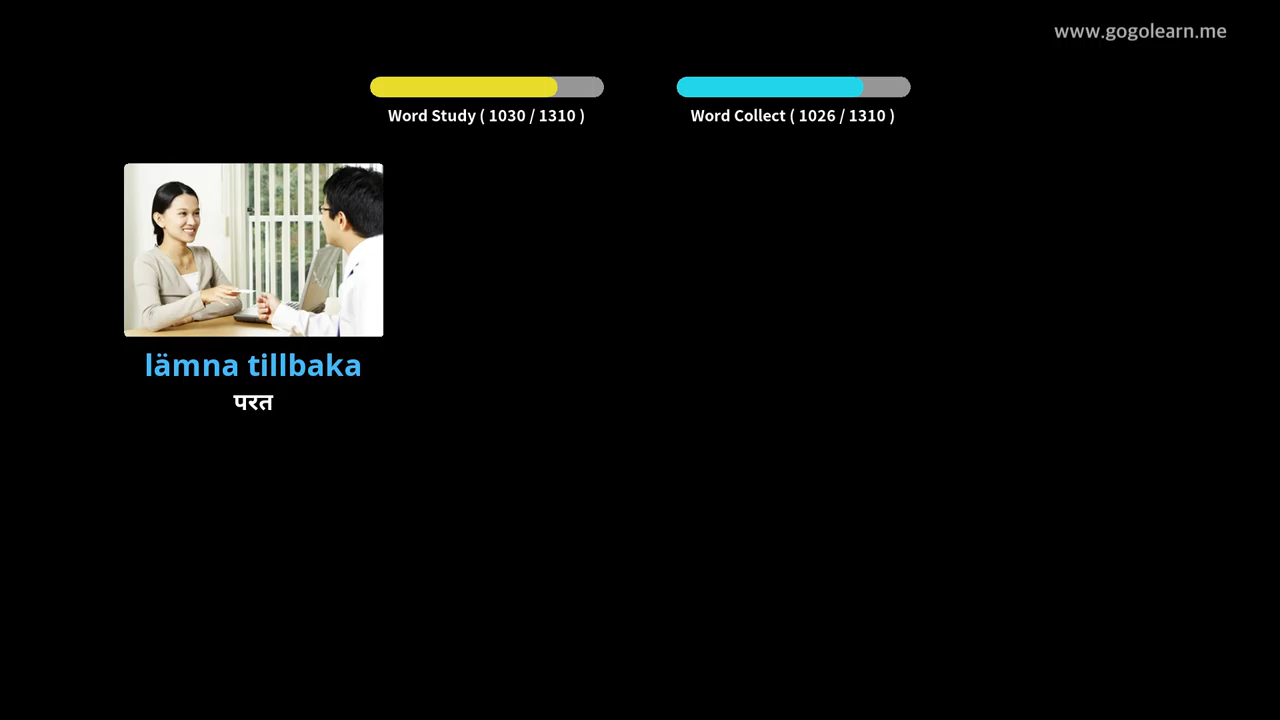 www.gogolearn.me
Word Study ( 1030 / 1310 )
Word Collect ( 1026 / 1310 )
lämna tillbaka
परत